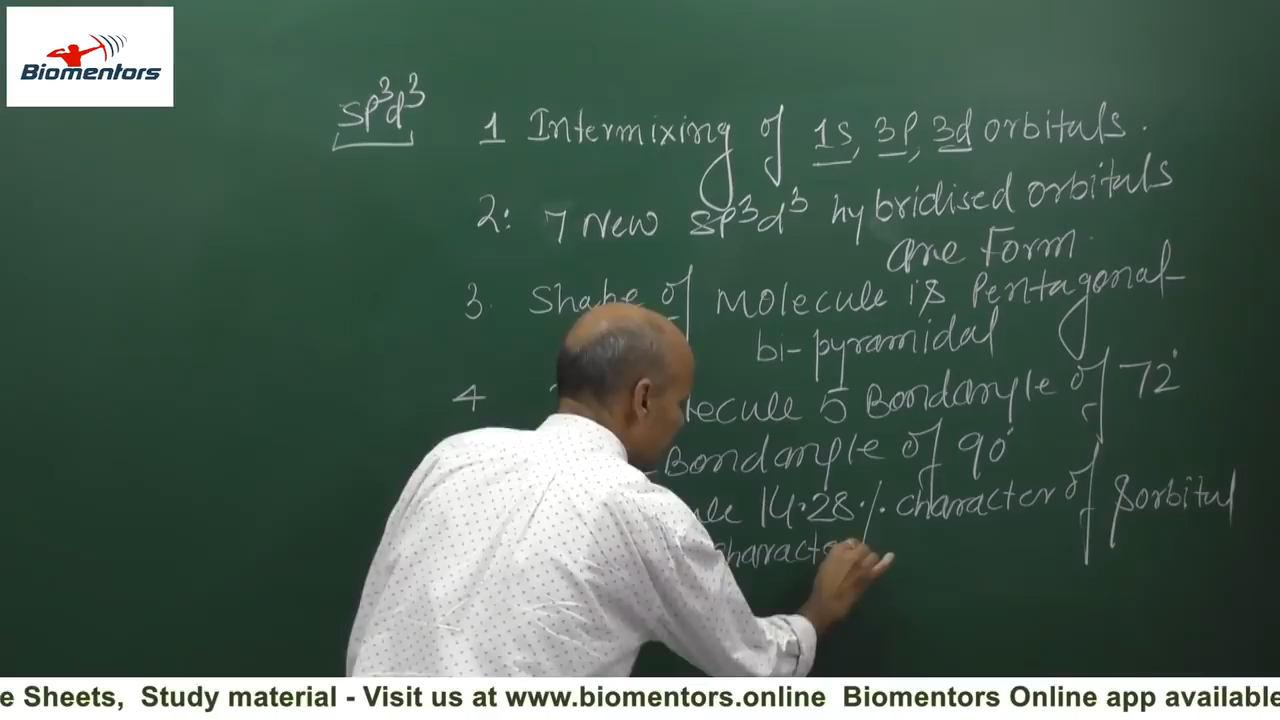 Biomentors
sp³d³
1 Intermixing of 1s, 3p, 3d orbitals.
2: 7 New sp³d³ hybridised orbitals
are Form.
3. Shape of Molecule is Pentagonal-
bi-pyramidal
4 5 Bondangle of 72°
Bondangle of 90°
14.28% character of s orbital
e Sheets, Study material - Visit us at www.biomentors.online Biomentors Online app available